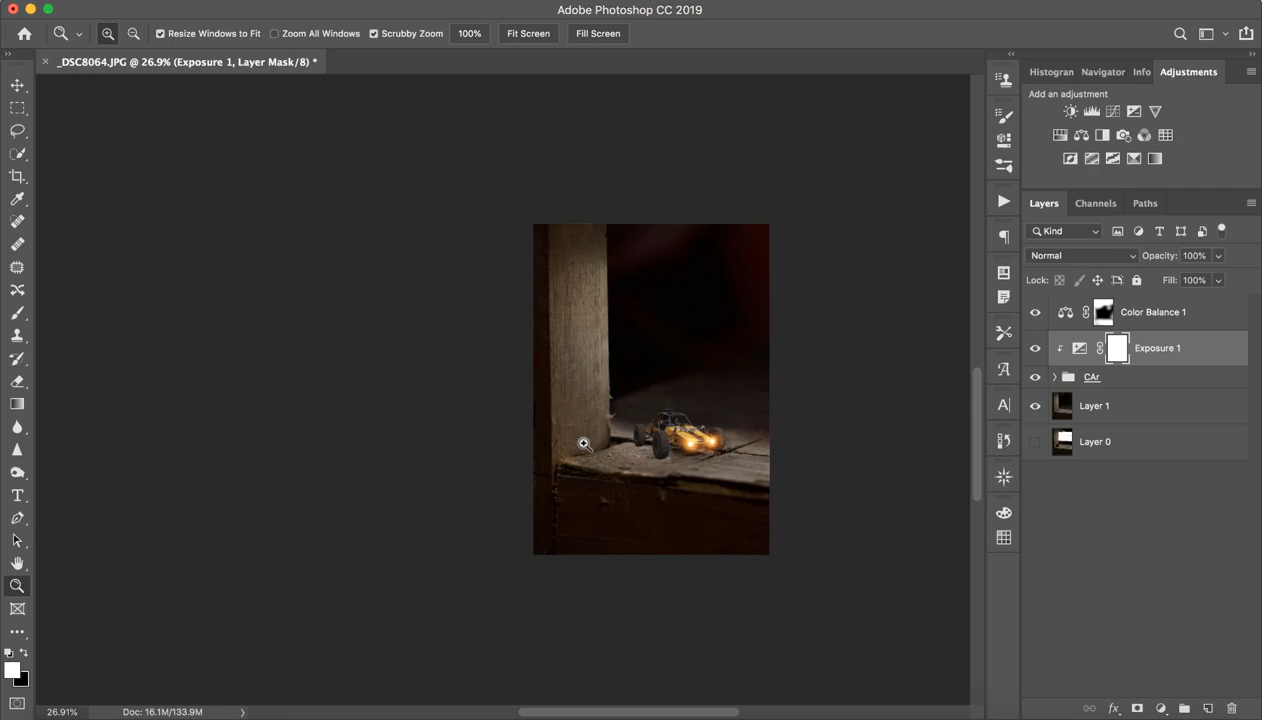 Adobe Photoshop CC 2019
Resize Windows to Fit
Zoom All Windows
Scrubby Zoom
100%
Fit Screen
Fill Screen
_DSC8064.JPG @ 26.9% (Exposure 1, Layer Mask/8) *
Histogran
Navigator
Info
Adjustments
Add an adjustment
Layers
Channels
Paths
Kind
Normal
Opacity: 100%
Lock:
Fill: 100%
Color Balance 1
Exposure 1
CAr
Layer 1
Layer 0
26.91%
Doc: 16.1M/133.9M